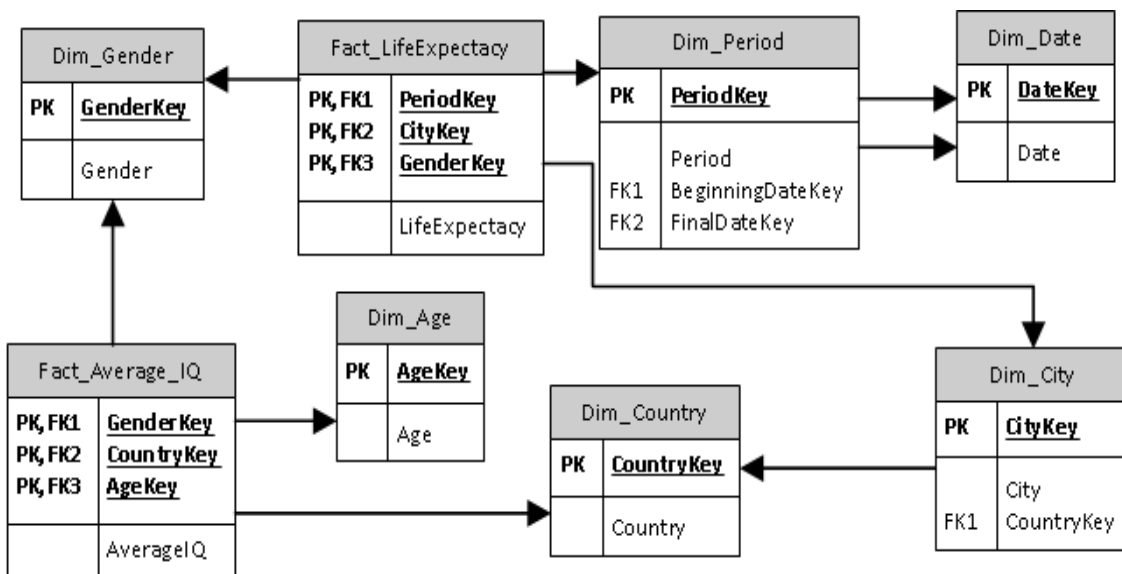 Dim_Gender
PK GenderKey
Gender
Fact_LifeExpectacy
PK, FK1 PeriodKey
PK, FK2 CityKey
PK, FK3 GenderKey
LifeExpectacy
Dim_Period
PK PeriodKey
Period
FK1 BeginningDateKey
FK2 FinalDateKey
Dim_Date
PK DateKey
Date
Fact_Average_IQ
PK, FK1 GenderKey
PK, FK2 CountryKey
PK, FK3 AgeKey
AverageIQ
Dim_Age
PK AgeKey
Age
Dim_Country
PK CountryKey
Country
Dim_City
PK CityKey
City
FK1 CountryKey